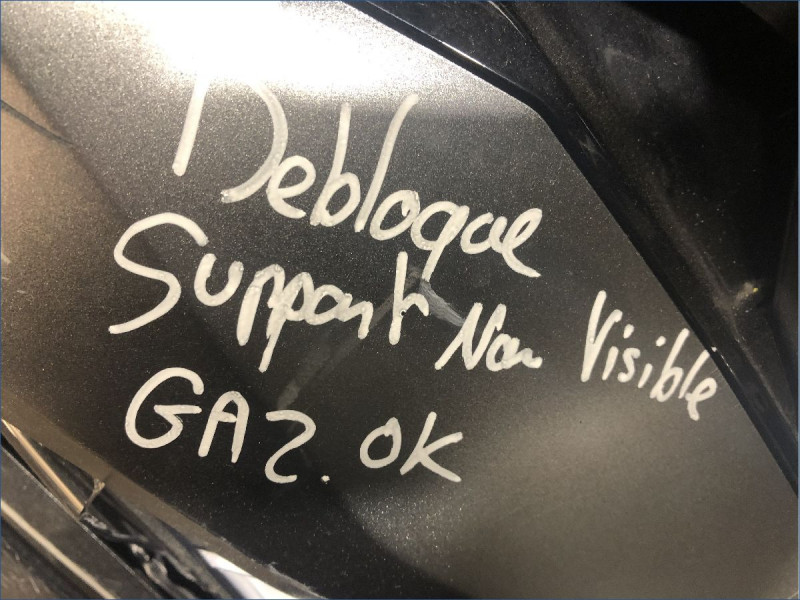 Debloque
Support Non Visible
GAZ. OK